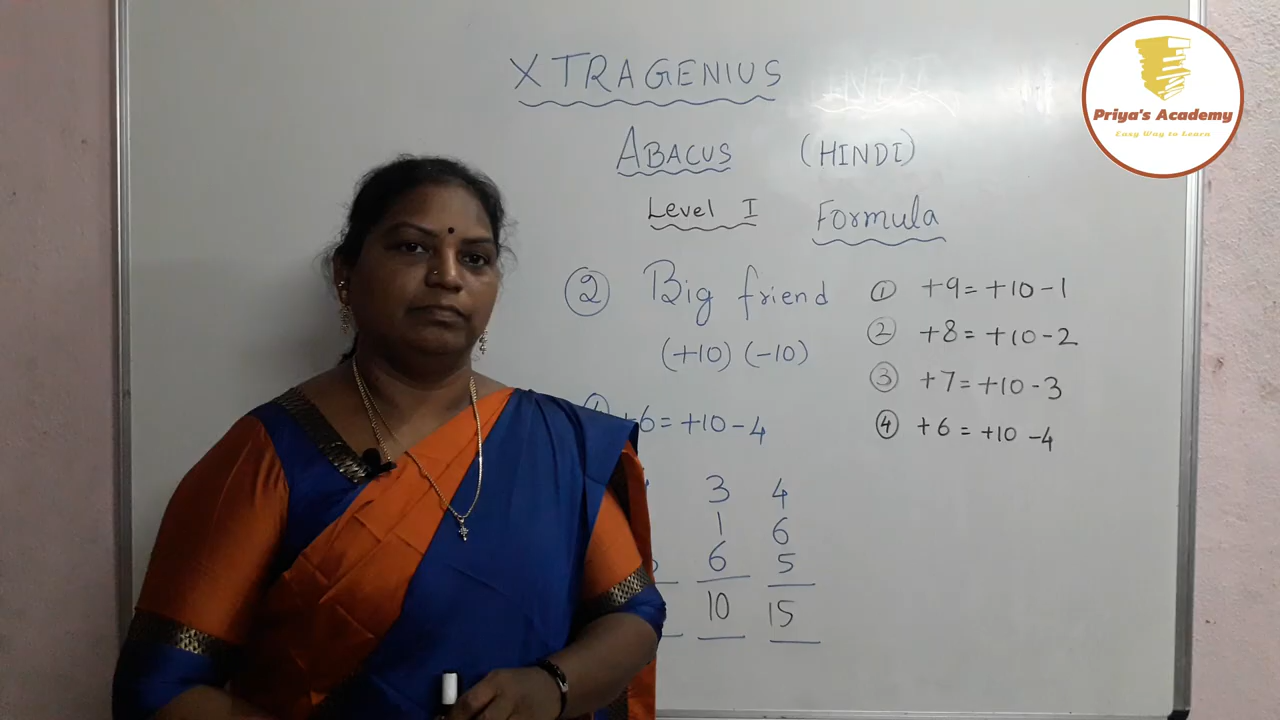 XTRAGENIUS
ABACUS (HINDI)
Level I Formula
② Big friend
(+10) (-10)
+6 = +10 - 4
3 4
1 6
6 5
10 15
① +9 = +10 - 1
② +8 = +10 - 2
③ +7 = +10 - 3
④ +6 = +10 - 4
Priya's Academy
Easy Way to Learn